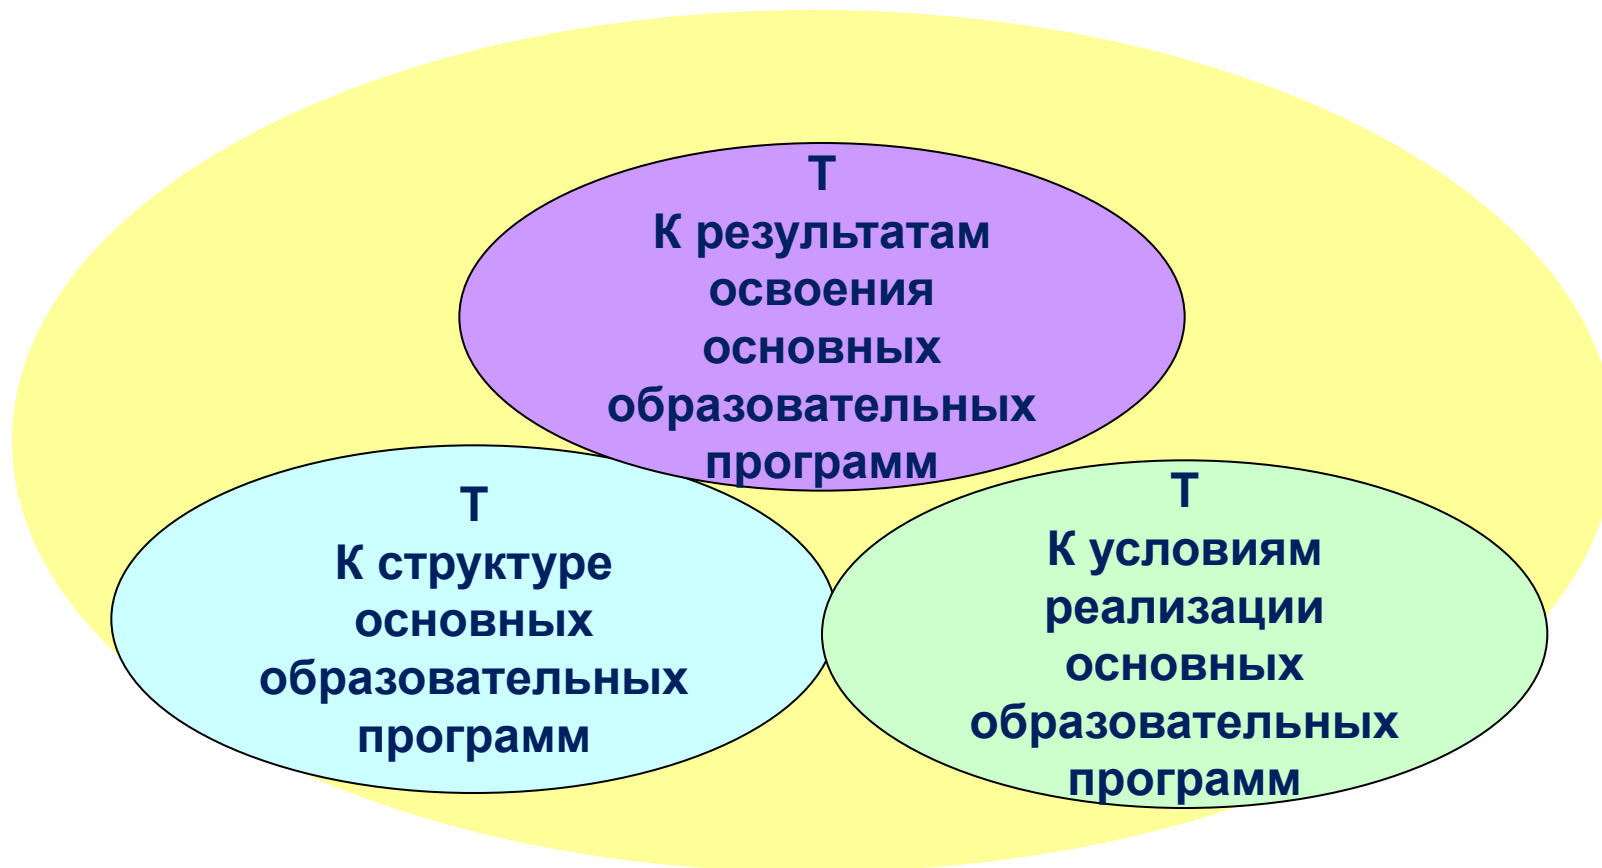 Т
К результатам
освоения
основных
образовательных
программ
Т
К структуре
основных
образовательных
программ
Т
К условиям
реализации
основных
образовательных
программ